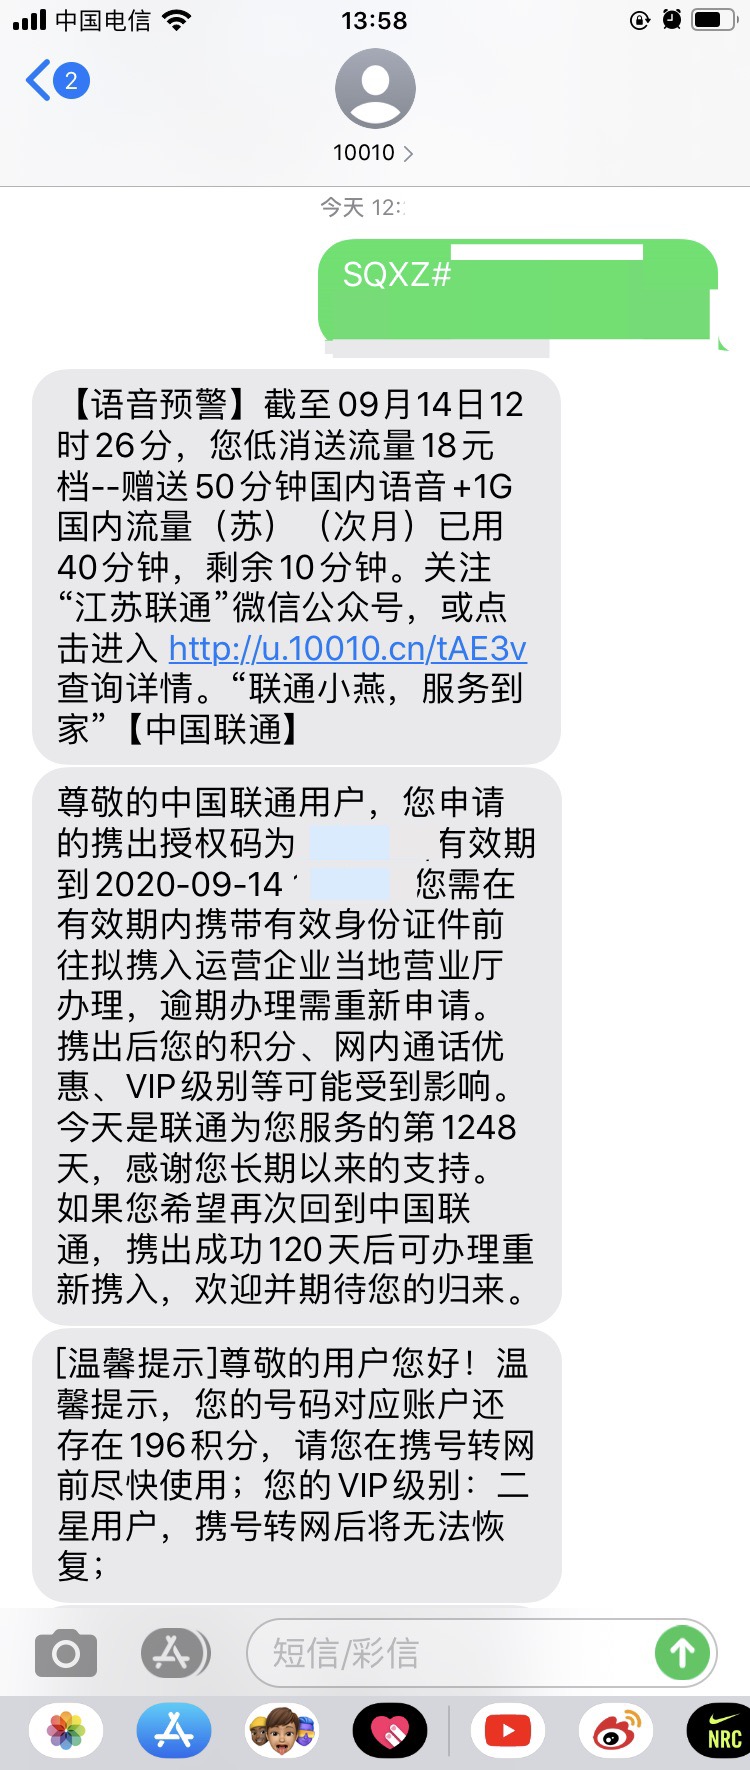 中国电信
13:58
2
10010
今天 12:
SQXZ#
【语音预警】截至09月14日12
时26分，您低消送流量18元
档--赠送50分钟国内语音+1G
国内流量（苏）（次月）已用
40分钟，剩余10分钟。关注
“江苏联通”微信公众号，或点
击进入 http://u.10010.cn/tAE3v
查询详情。“联通小燕，服务到
家”【中国联通】
尊敬的中国联通用户，您申请
的携出授权码为 ,有效期
到2020-09-14 您需在
有效期内携带有效身份证件前
往拟携入运营企业当地营业厅
办理，逾期办理需重新申请。
携出后您的积分、网内通话优
惠、VIP级别等可能受到影响。
今天是联通为您服务的第1248
天，感谢您长期以来的支持。
如果您希望再次回到中国联
通，携出成功120天后可办理重
新携入，欢迎并期待您的归来。
[温馨提示]尊敬的用户您好！温
馨提示，您的号码对应账户还
存在196积分，请您在携号转网
前尽快使用；您的VIP级别：二
星用户，携号转网后将无法恢
复；
短信/彩信
NRC